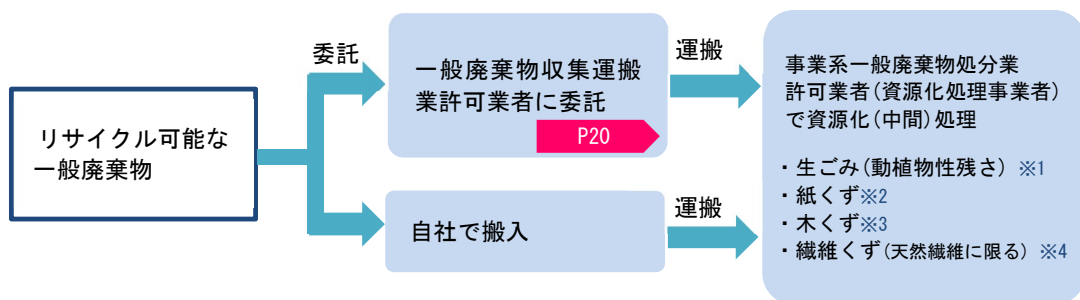 リサイクル可能な
一般廃棄物
委託
一般廃棄物収集運搬
業許可業者に委託
P20
自社で搬入
運搬
運搬
事業系一般廃棄物処分業
許可業者(資源化処理事業者)
で資源化(中間)処理
・生ごみ(動植物性残さ) ※1
・紙くず※2
・木くず※3
・繊維くず(天然繊維に限る) ※4